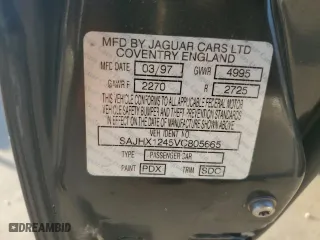 MFD BY JAGUAR CARS LTD
COVENTRY ENGLAND
MFC DATE 03/97 GVWR 4995
GAWR F 2270 R 2725
THIS VEHICLE CONFORMS TO ALL APPLICABLE FEDERAL MOTOR
VEHICLE SAFETY BUMPER AND THEFT PREVENTION STANDARDS
IN EFFECT ON THE DATE OF MANUFACTURE SHOWN ABOVE
VEH IDENT NO
SAJHX1245VC805665
TYPE PASSENGER CAR
PAINT PDX TRIM SDC
bidfax.info